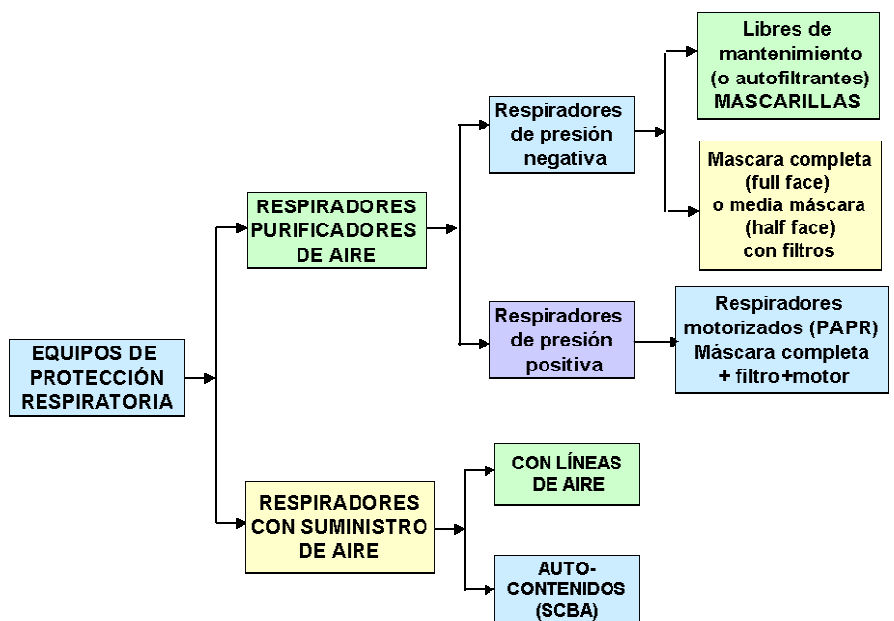 EQUIPOS DE
PROTECCIÓN
RESPIRATORIA
RESPIRADORES
PURIFICADORES
DE AIRE
Respiradores
de presión
negativa
Libres de
mantenimiento
(o autofiltrantes)
MASCARILLAS
Mascara completa
(full face)
o media máscara
(half face)
con filtros
Respiradores
de presión
positiva
Respiradores
motorizados (PAPR)
Máscara completa
+ filtro+motor
RESPIRADORES
CON SUMINISTRO
DE AIRE
CON LÍNEAS
DE AIRE
AUTO-
CONTENIDOS
(SCBA)